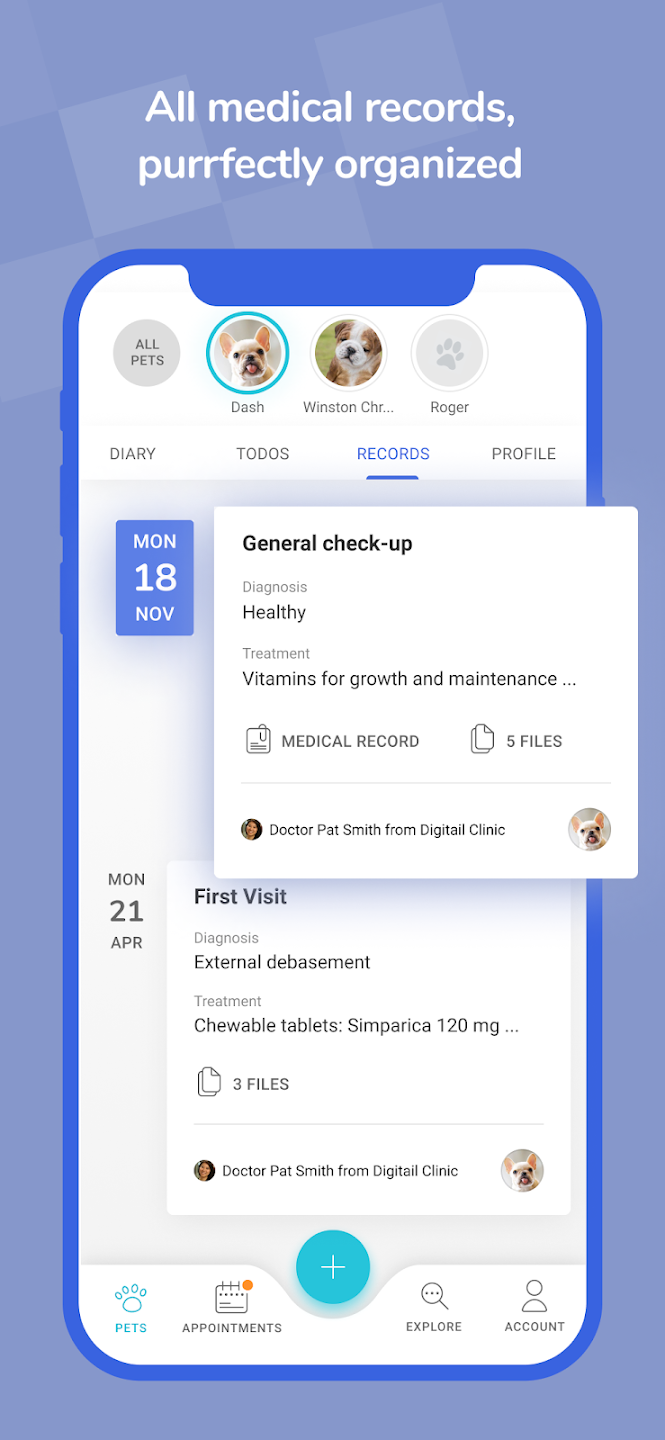 All medical records,
purrfectly organized
ALL
PETS
Dash
Winston Chr...
Roger
DIARY
TODOS
RECORDS
PROFILE
MON
18
NOV
General check-up
Diagnosis
Healthy
Treatment
Vitamins for growth and maintenance ...
MEDICAL RECORD
5 FILES
Doctor Pat Smith from Digitail Clinic
MON
21
APR
First Visit
Diagnosis
External debasement
Treatment
Chewable tablets: Simparica 120 mg ...
3 FILES
Doctor Pat Smith from Digitail Clinic
PETS
APPOINTMENTS
EXPLORE
ACCOUNT